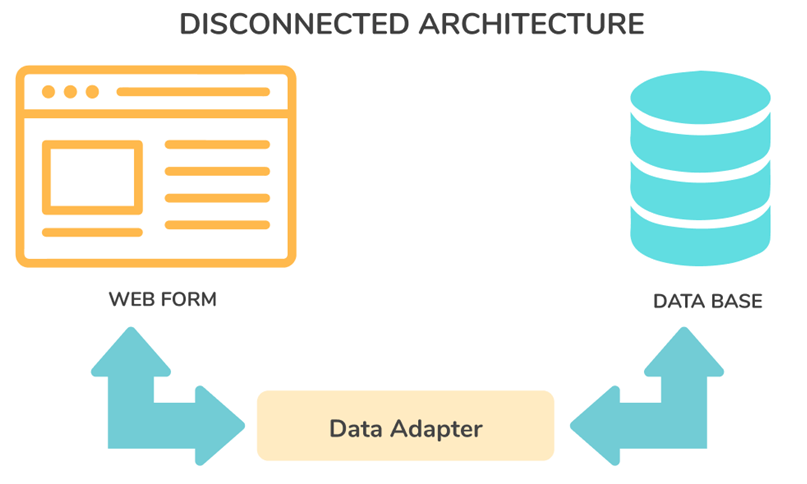 DISCONNECTED ARCHITECTURE
WEB FORM
DATA BASE
Data Adapter